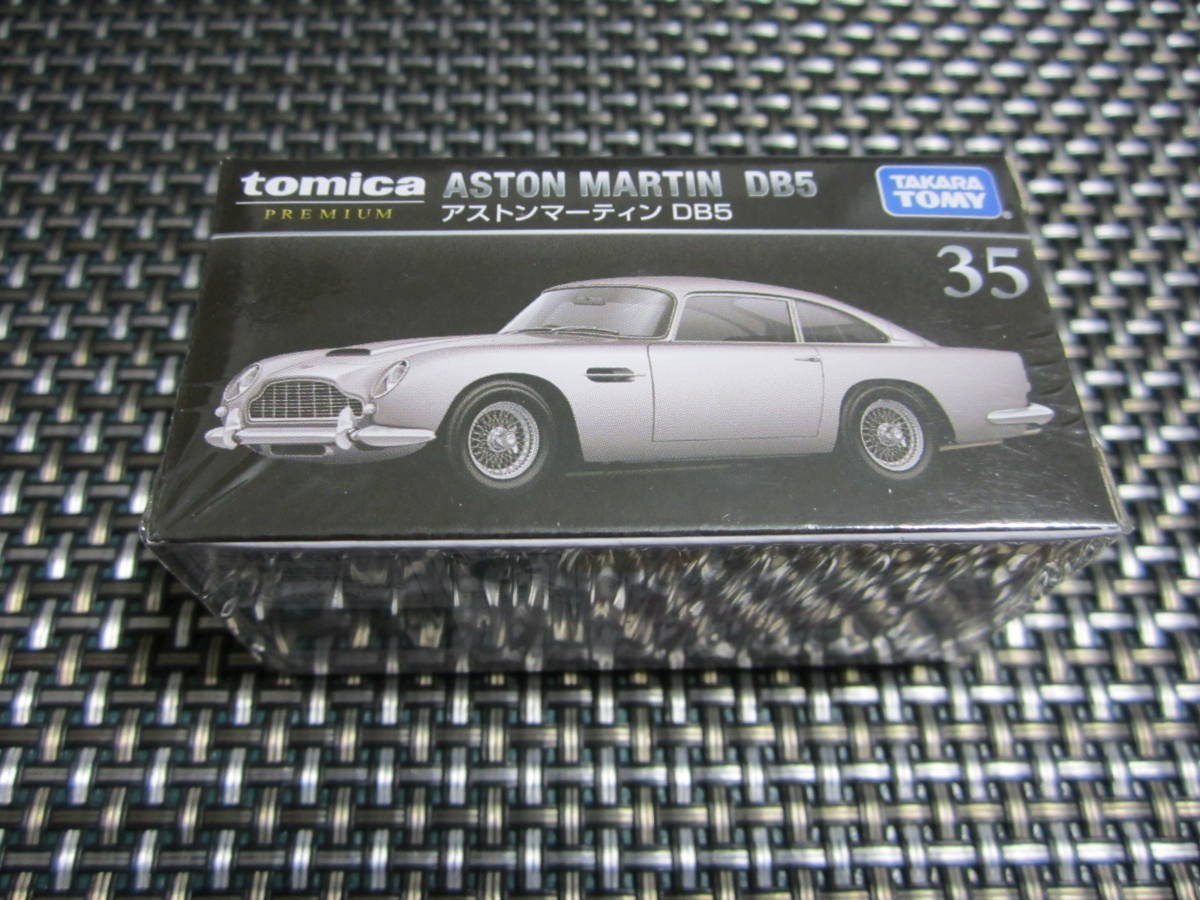 tomica
PREMIUM
ASTON MARTIN DB5
アストンマーティン DB5
TAKARA
TOMY
35